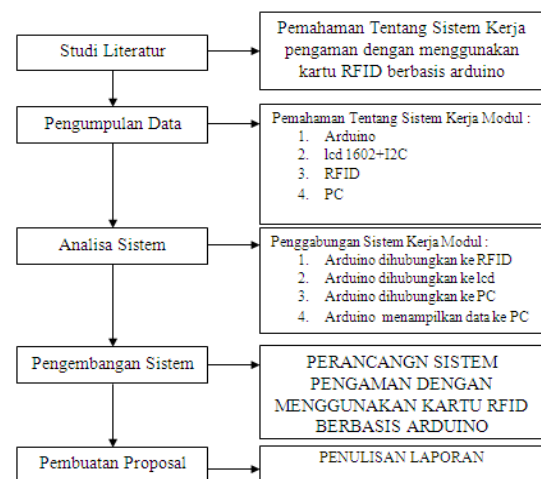 Studi Literatur
Pemahaman Tentang Sistem Kerja
pengaman dengan menggunakan
kartu RFID berbasis arduino
Pengumpulan Data
Pemahaman Tentang Sistem Kerja Modul :
1. Arduino
2. lcd 1602+I2C
3. RFID
4. PC
Analisa Sistem
Penggabungan Sistem Kerja Modul :
1. Arduino dihubungkan ke RFID
2. Arduino dihubungkan ke lcd
3. Arduino dihubungkan ke PC
4. Arduino menampilkan data ke PC
Pengembangan Sistem
PERANCANGN SISTEM
PENGAMAN DENGAN
MENGGUNAKAN KARTU RFID
BERBASIS ARDUINO
Pembuatan Proposal
PENULISAN LAPORAN